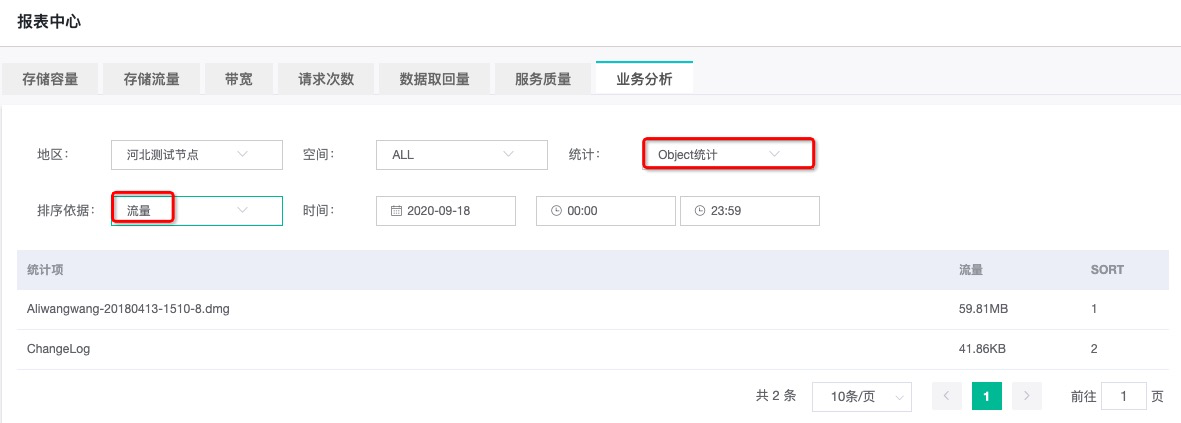 报表中心
存储容量 存储流量 带宽 请求次数 数据取回量 服务质量 业务分析
地区： 河北测试节点 空间： ALL 统计： Object统计
排序依据： 流量 时间： 2020-09-18 00:00 23:59
统计项 流量 SORT
Aliwangwang-20180413-1510-8.dmg 59.81MB 1
ChangeLog 41.86KB 2
共 2 条 10条/页 1 前往 1 页